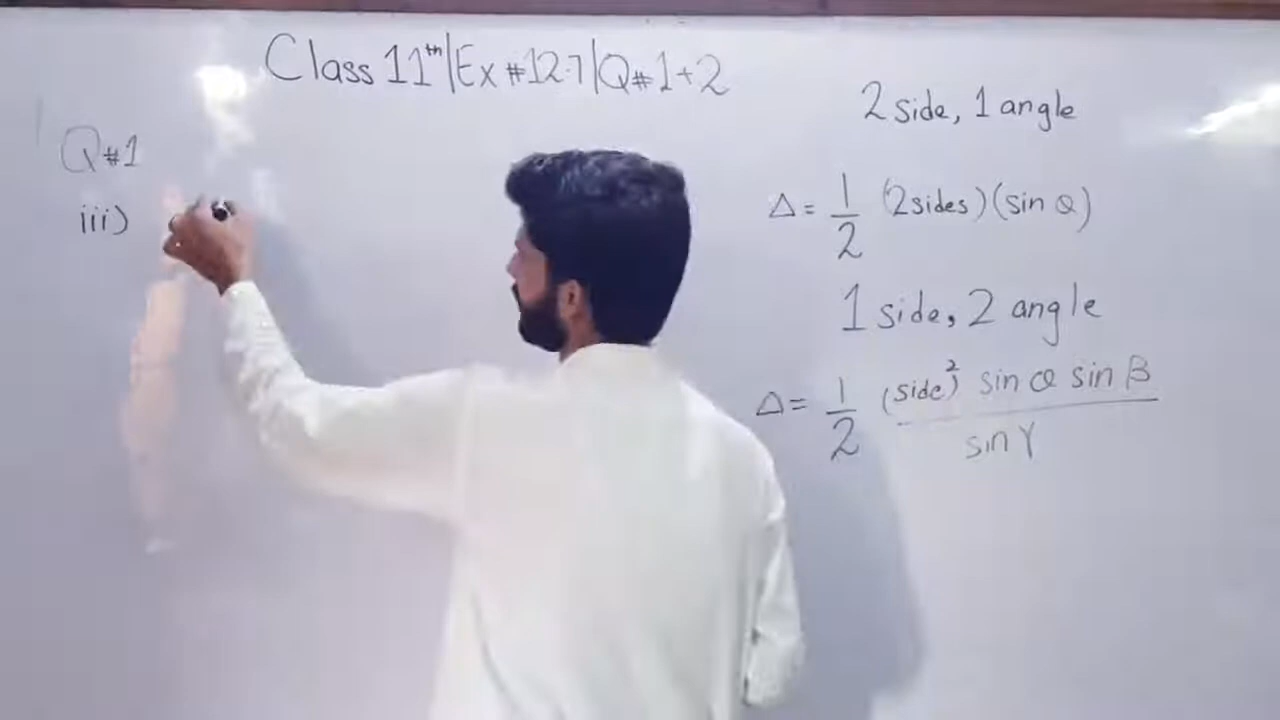 Class 11th|Ex #12.7|Q#1+2
Q#1
iii)
2 side, 1 angle
Δ = 1/2 (2sides)(sin α)
1 side, 2 angle
Δ = 1/2 (side)² sin α sin β / sin γ